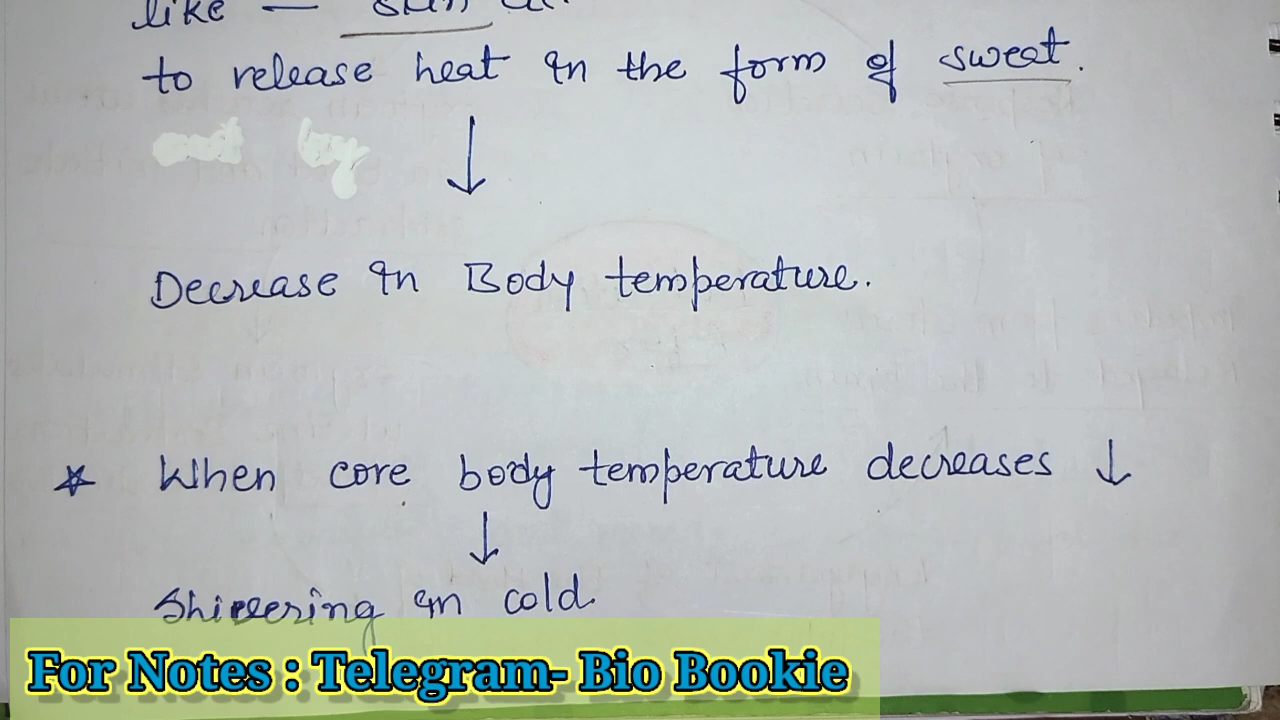 like —
to release heat in the form of sweat.
↓
Decrease in Body temperature.
* When core body temperature decreases ↓
↓
Shivering in cold
For Notes : Telegram- Bio Bookie